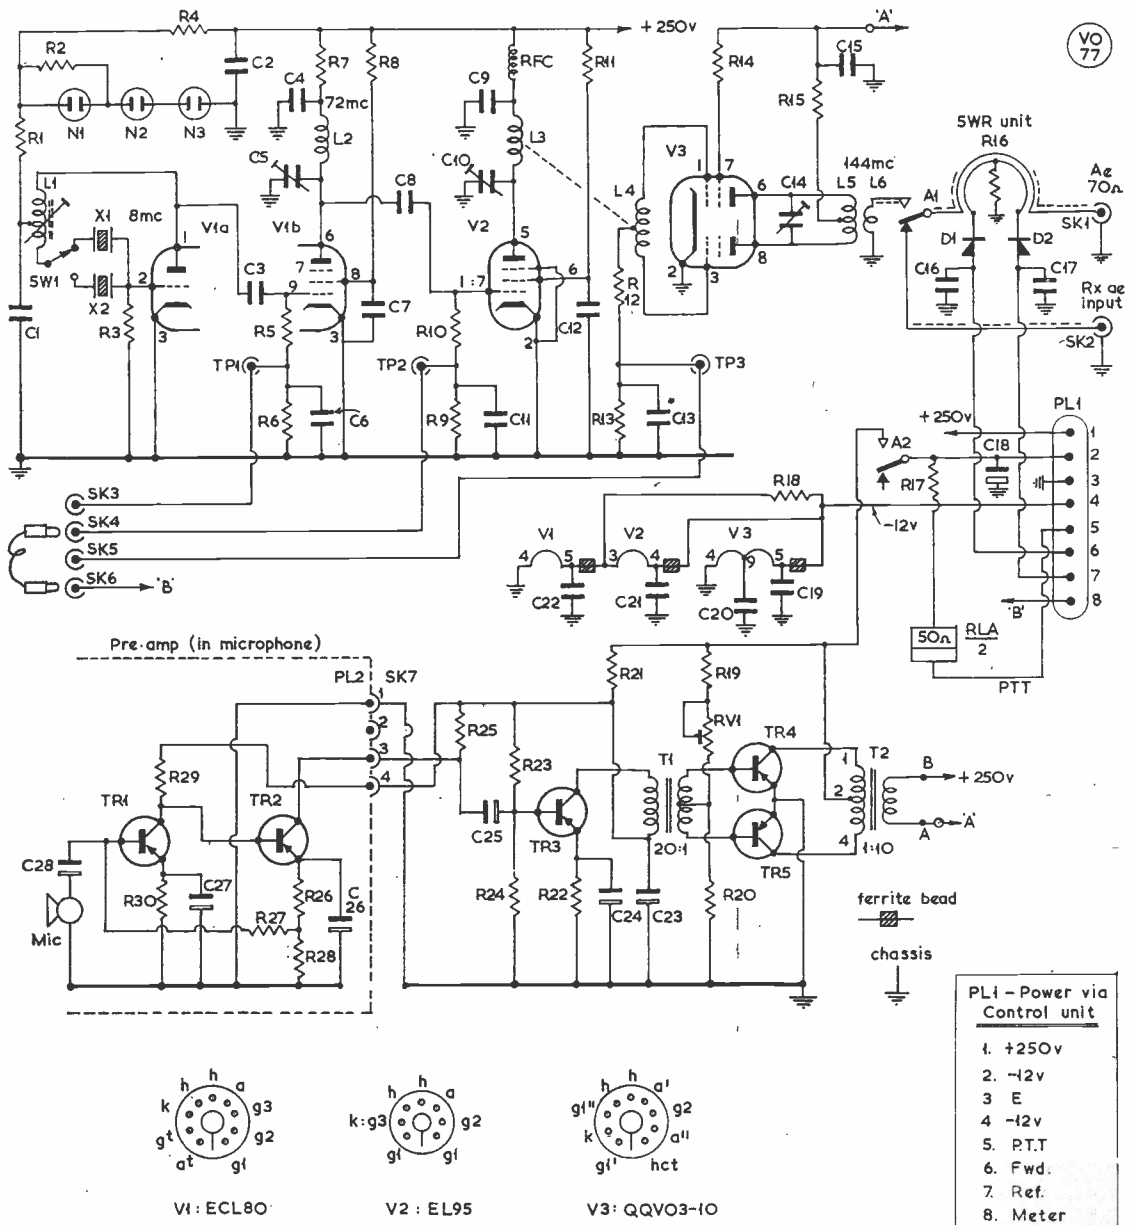 R4
+250v
'A'
VO
77
R2
C2
R7
R8
RFC
R11
R14
C15
C4
C9
R15
72mc
N1
N2
N3
R1
L2
L3
5WR unit
R16
V3
1
7
C5
C10
Ae
70Ω
L1
8mc
C8
L4
6
C14
144mc
L5
L6
A1
SK1
X1
V1a
V1b
V2
D1
D2
1
6
5
8
5W1
2
7
8
1:7
6
2
3
C16
C17
X2
C3
9
C7
R
12
Rx ae
input
C1
R3
3
R5
3
R10
2
C12
SK2
TP1
TP2
TP3
+250v
PL1
R6
C6
R9
C11
R13
C13
A2
C18
1
2
3
4
5
6
7
8
R17
R18
-12v
SK3
SK4
SK5
SK6
'B'
V1
V2
V3
4
5
3
4
4
9
5
C22
C21
C20
C19
'B'
50Ω
RLA
2
PTT
Pre-amp (in microphone)
PL2
SK7
1
2
3
4
R21
R19
R25
RV1
R29
R23
TR4
T1
T2
B
+250v
TR1
TR2
1
2
4
C25
TR3
20:1
TR5
1:10
A
'A'
C28
R30
C27
R26
C
26
R24
R22
C24
C23
R20
ferrite bead
Mic
R27
R28
chassis
PL1 - Power via
Control unit
1. +250v
2. -12v
3 E
4 -12v
5. P.T.T
6. Fwd.
7. Ref.
8. Meter
h
h
a
k
g3
gt
g2
at
g1
h
h
a
k:g3
g2
g1
g1
h
h
a'
g1"
g2
k
a"
g1'
hct
V1: ECL80
V2: EL95
V3: QQVO3-10